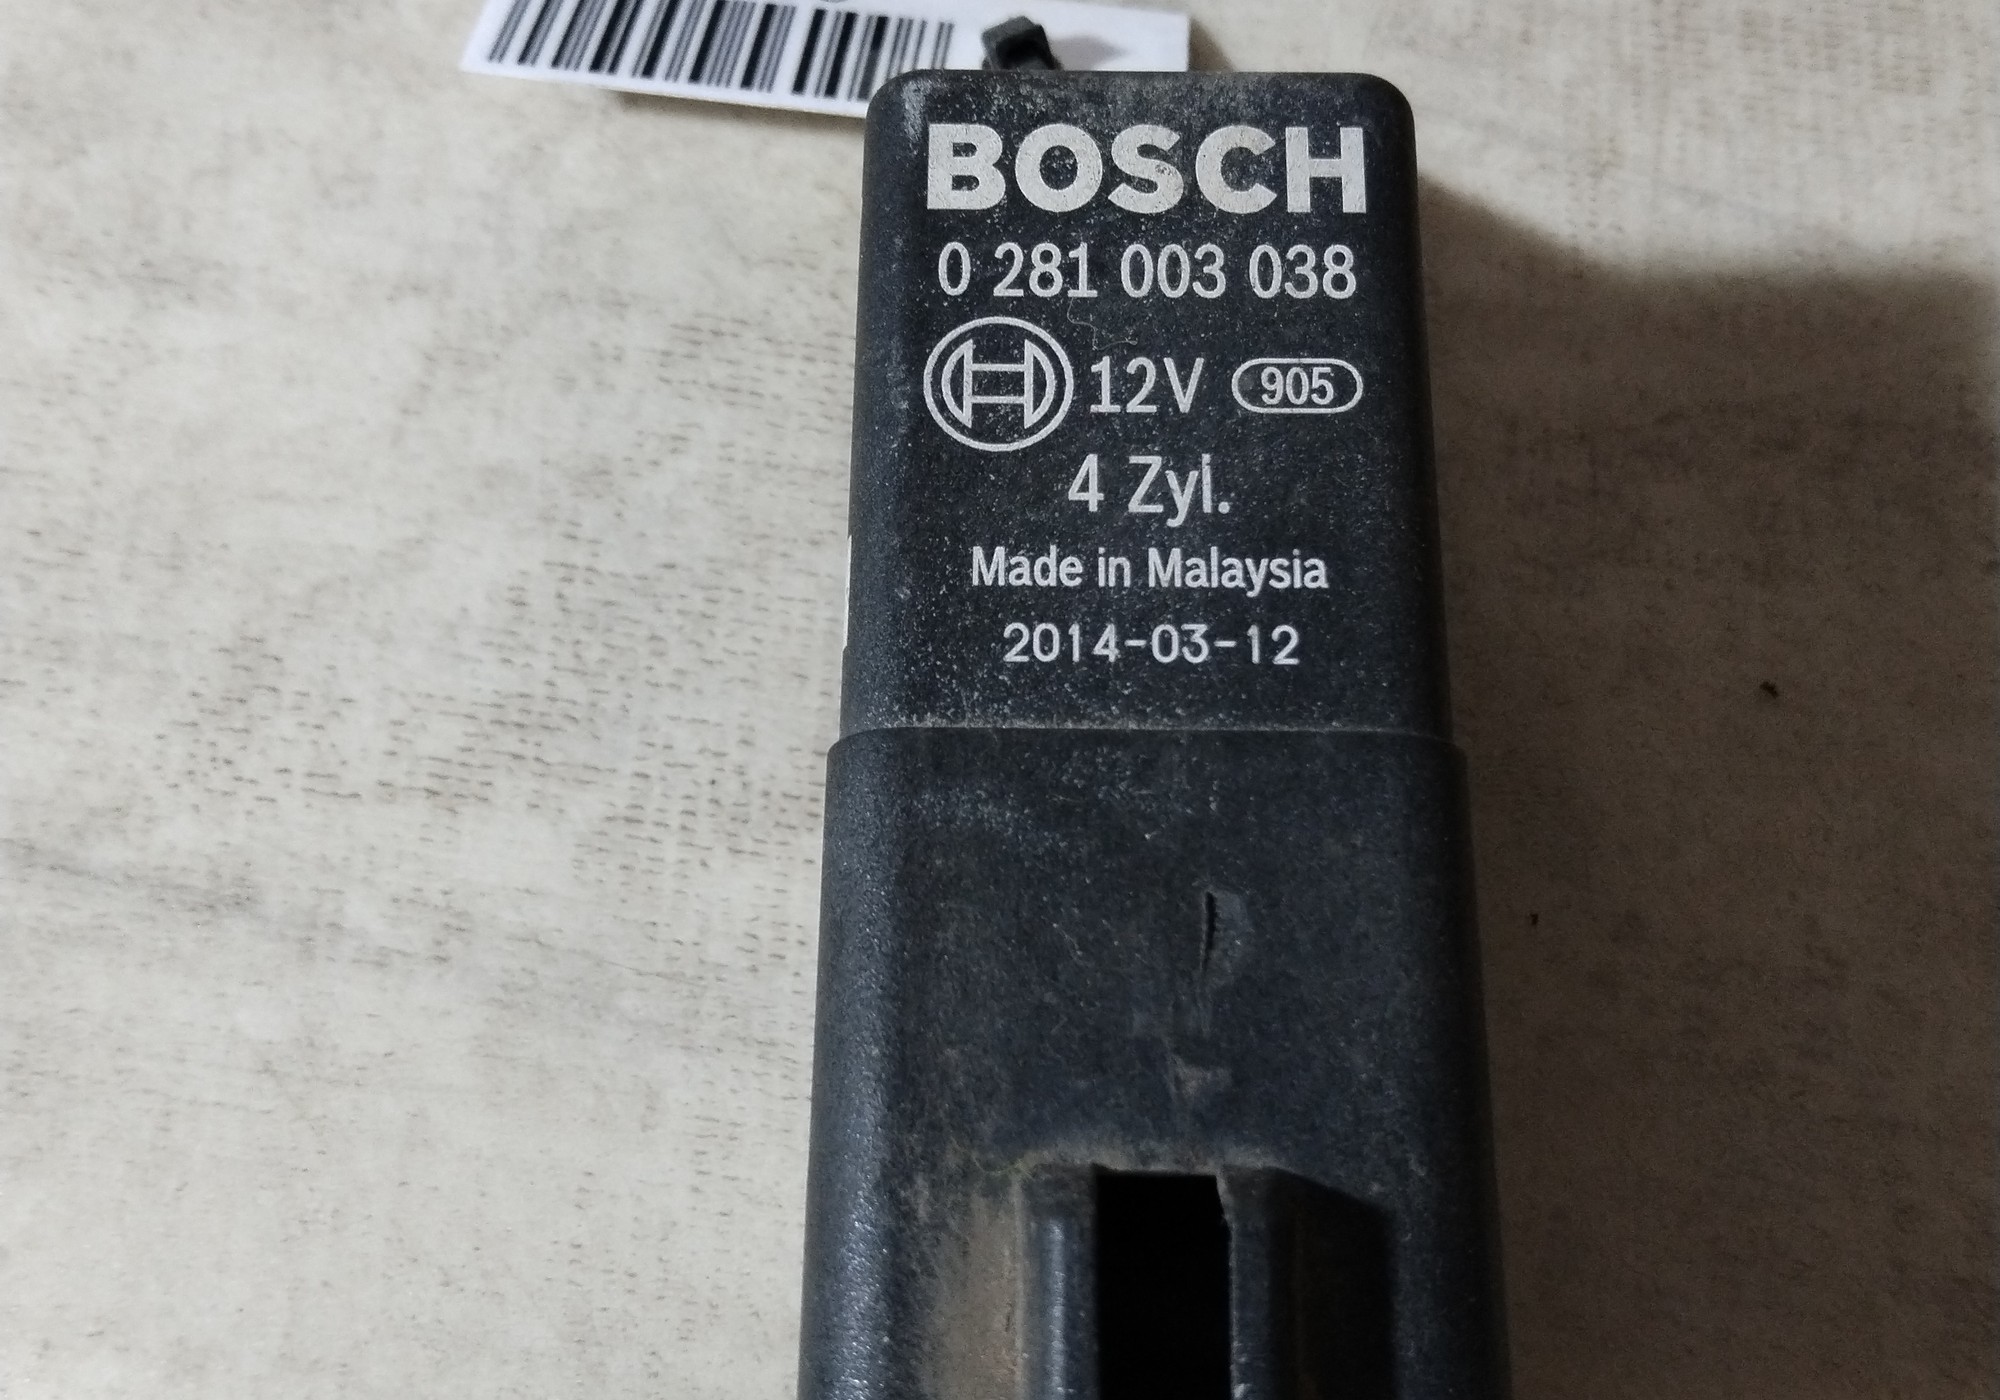 BOSCH
0 281 003 038
12V 905
4 Zyl.
Made in Malaysia
2014-03-12